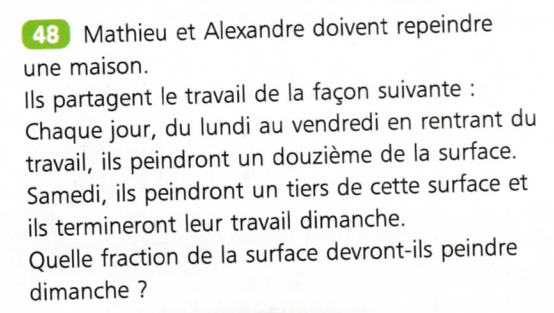 48 Mathieu et Alexandre doivent repeindre
une maison.
Ils partagent le travail de la façon suivante :
Chaque jour, du lundi au vendredi en rentrant du
travail, ils peindront un douzième de la surface.
Samedi, ils peindront un tiers de cette surface et
ils termineront leur travail dimanche.
Quelle fraction de la surface devront-ils peindre
dimanche ?